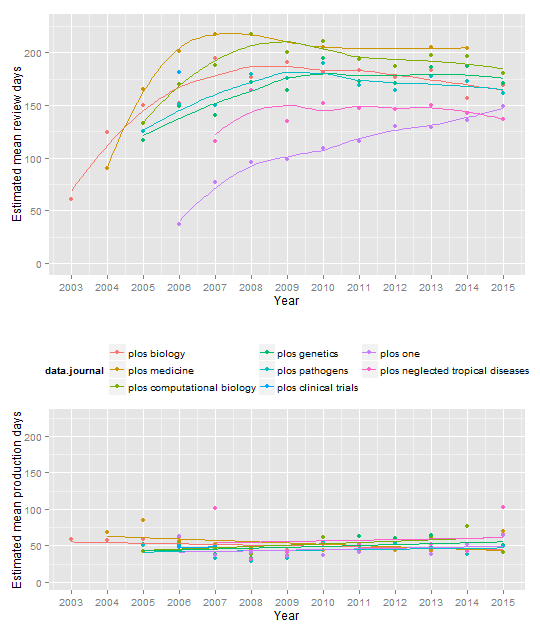 Estimated mean review days
200
150
100
50
0
2003 2004 2005 2006 2007 2008 2009 2010 2011 2012 2013 2014 2015
Year
data.journal
plos biology plos genetics plos one
plos medicine plos pathogens plos neglected tropical diseases
plos computational biology plos clinical trials
Estimated mean production days
200
150
100
50
0
2003 2004 2005 2006 2007 2008 2009 2010 2011 2012 2013 2014 2015
Year